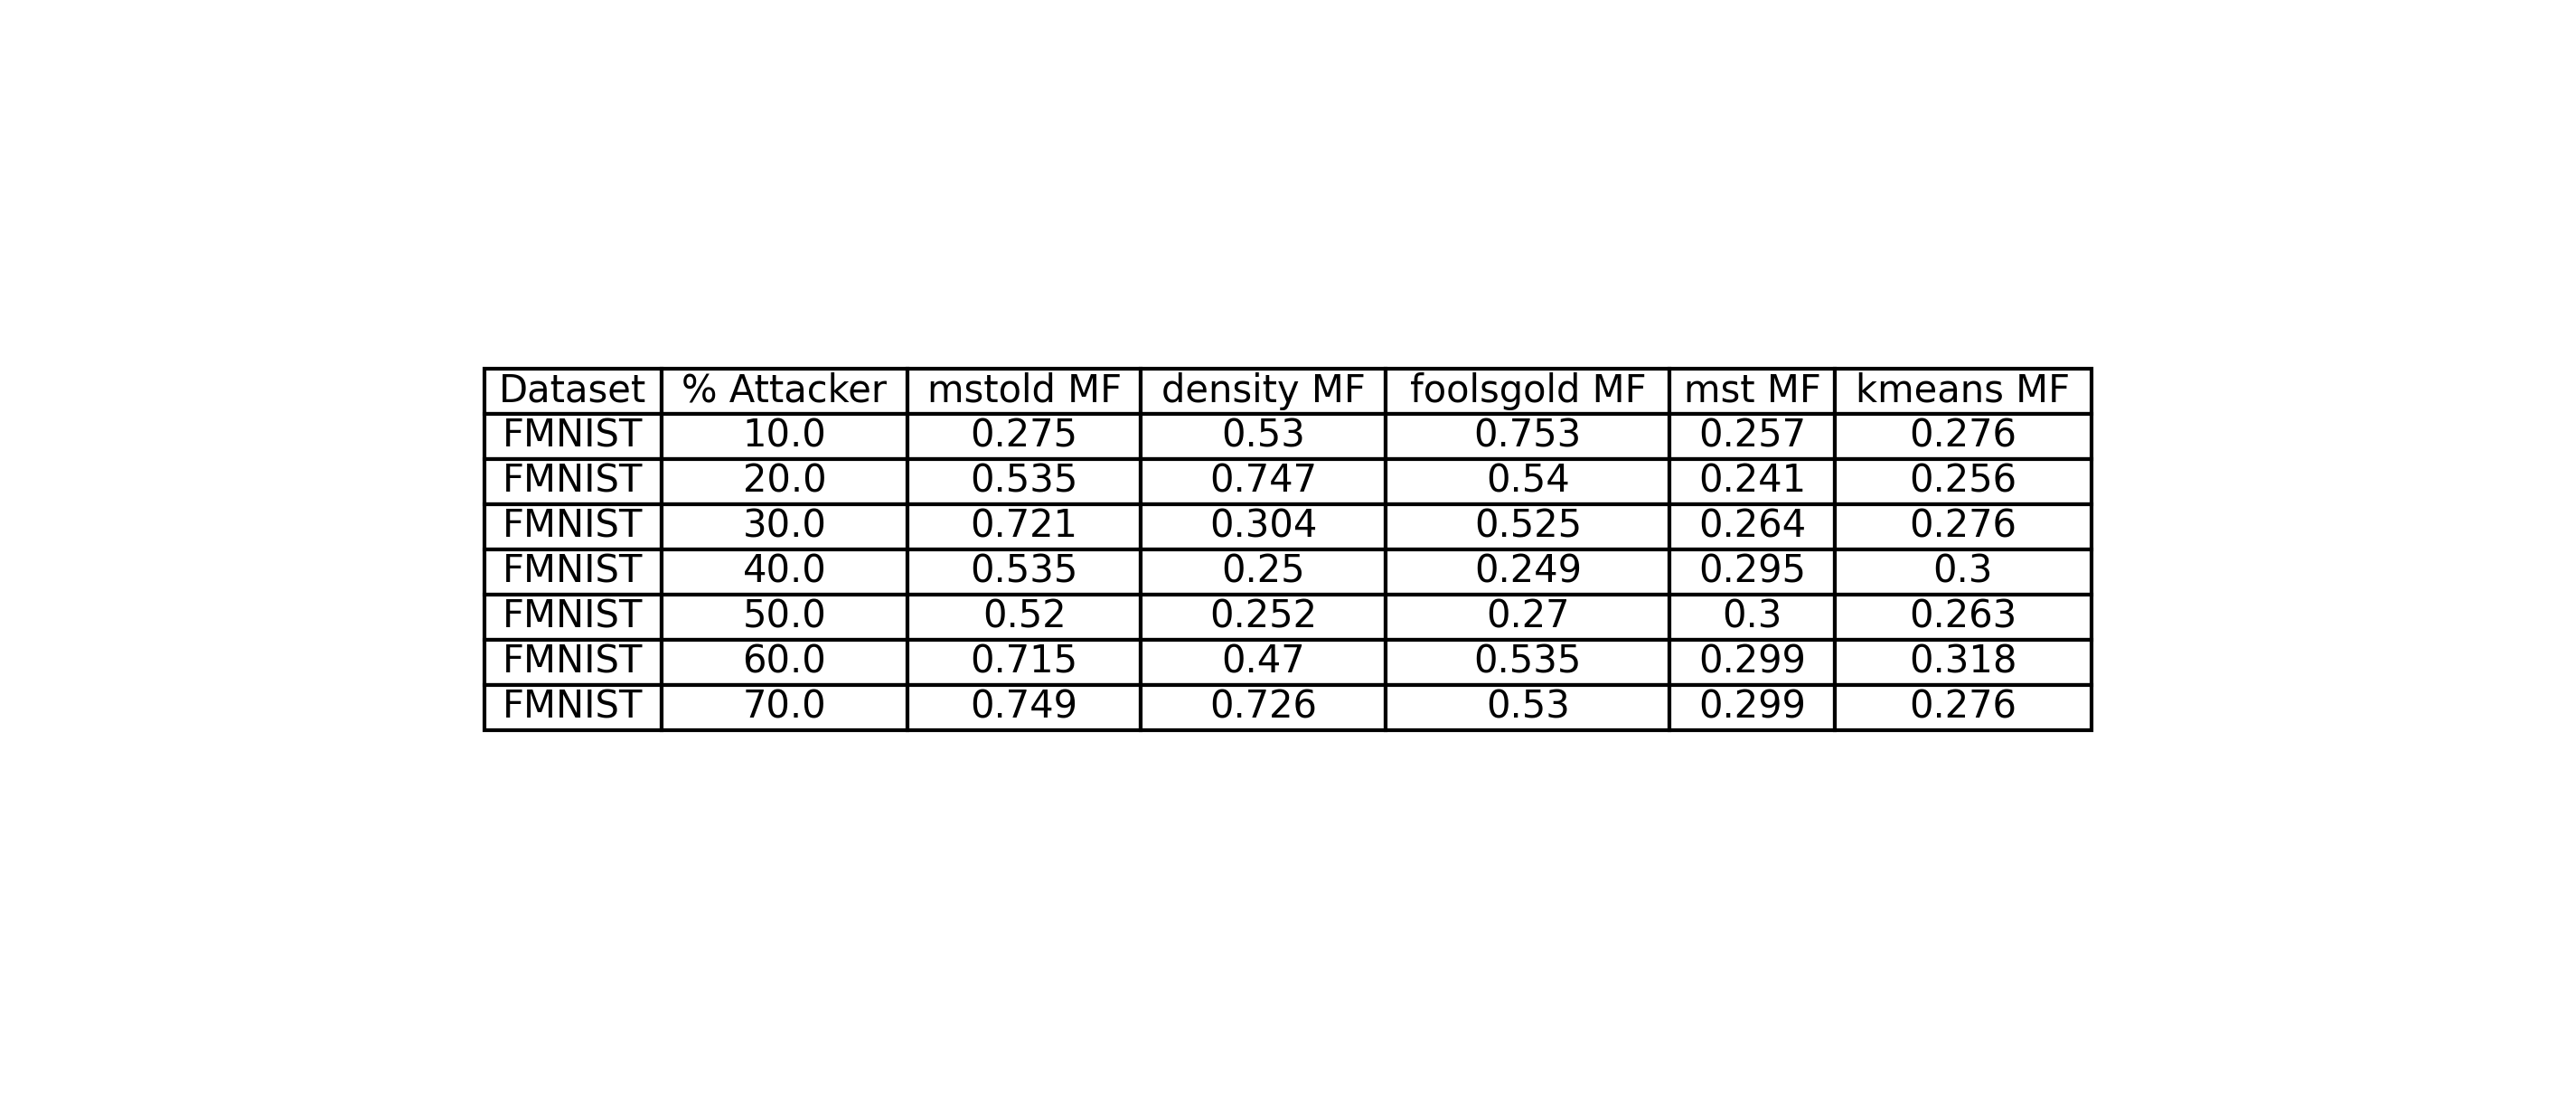 Dataset % Attacker mstold MF density MF foolsgold MF mst MF kmeans MF
FMNIST 10.0 0.275 0.53 0.753 0.257 0.276
FMNIST 20.0 0.535 0.747 0.54 0.241 0.256
FMNIST 30.0 0.721 0.304 0.525 0.264 0.276
FMNIST 40.0 0.535 0.25 0.249 0.295 0.3
FMNIST 50.0 0.52 0.252 0.27 0.3 0.263
FMNIST 60.0 0.715 0.47 0.535 0.299 0.318
FMNIST 70.0 0.749 0.726 0.53 0.299 0.276